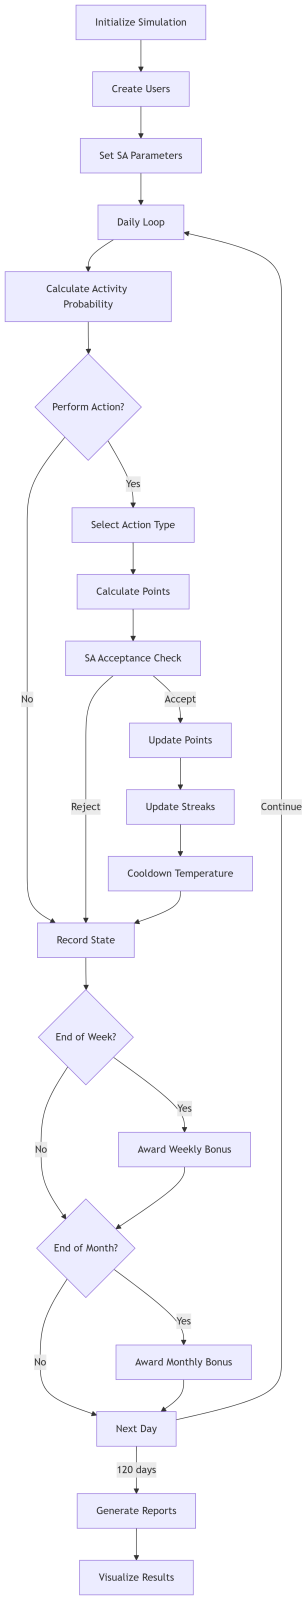 Initialize Simulation
Create Users
Set SA Parameters
Daily Loop
Calculate Activity
Probability
Perform Action?
Yes
Select Action Type
Calculate Points
SA Acceptance Check
No
Accept
Update Points
Reject
Continue
Update Streaks
Cooldown Temperature
Record State
End of Week?
Yes
No
Award Weekly Bonus
End of Month?
Yes
No
Award Monthly Bonus
Next Day
120 days
Generate Reports
Visualize Results